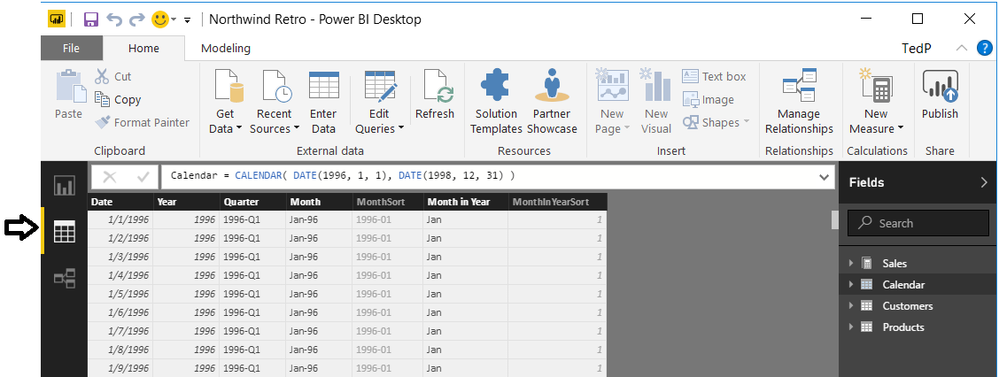 Northwind Retro - Power BI Desktop
File Home Modeling TedP ?
Paste
Cut
Copy
Format Painter
Get Data
Recent Sources
Enter Data
Edit Queries
Refresh
Solution Templates
Partner Showcase
New Page
New Visual
Text box
Image
Shapes
Manage Relationships
New Measure
Publish
Clipboard External data Resources Insert Relationships Calculations Share
Calendar = CALENDAR( DATE(1996, 1, 1), DATE(1998, 12, 31) )
Date Year Quarter Month MonthSort Month in Year MonthInYearSort
1/1/1996 1996 1996-Q1 Jan-96 1996-01 Jan 1
1/2/1996 1996 1996-Q1 Jan-96 1996-01 Jan 1
1/3/1996 1996 1996-Q1 Jan-96 1996-01 Jan 1
1/4/1996 1996 1996-Q1 Jan-96 1996-01 Jan 1
1/5/1996 1996 1996-Q1 Jan-96 1996-01 Jan 1
1/6/1996 1996 1996-Q1 Jan-96 1996-01 Jan 1
1/7/1996 1996 1996-Q1 Jan-96 1996-01 Jan 1
1/8/1996 1996 1996-Q1 Jan-96 1996-01 Jan 1
1/9/1996 1996 1996-Q1 Jan-96 1996-01 Jan 1
Fields
Search
Sales
Calendar
Customers
Products